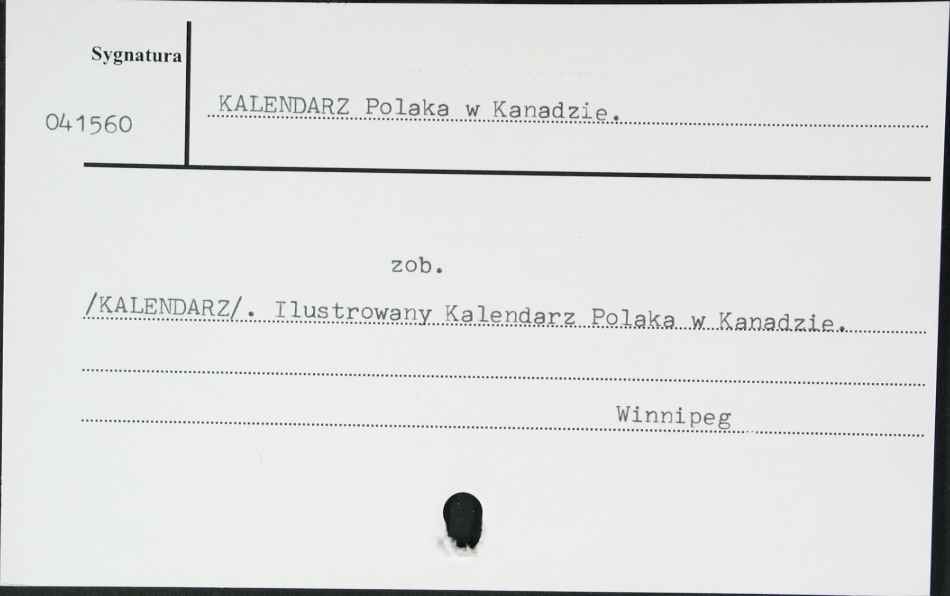 Sygnatura
KALENDARZ Polaka w Kanadzie.
041560
zob.
/KALENDARZ/. Ilustrowany Kalendarz Polaka w Kanadzie.
Winnipeg